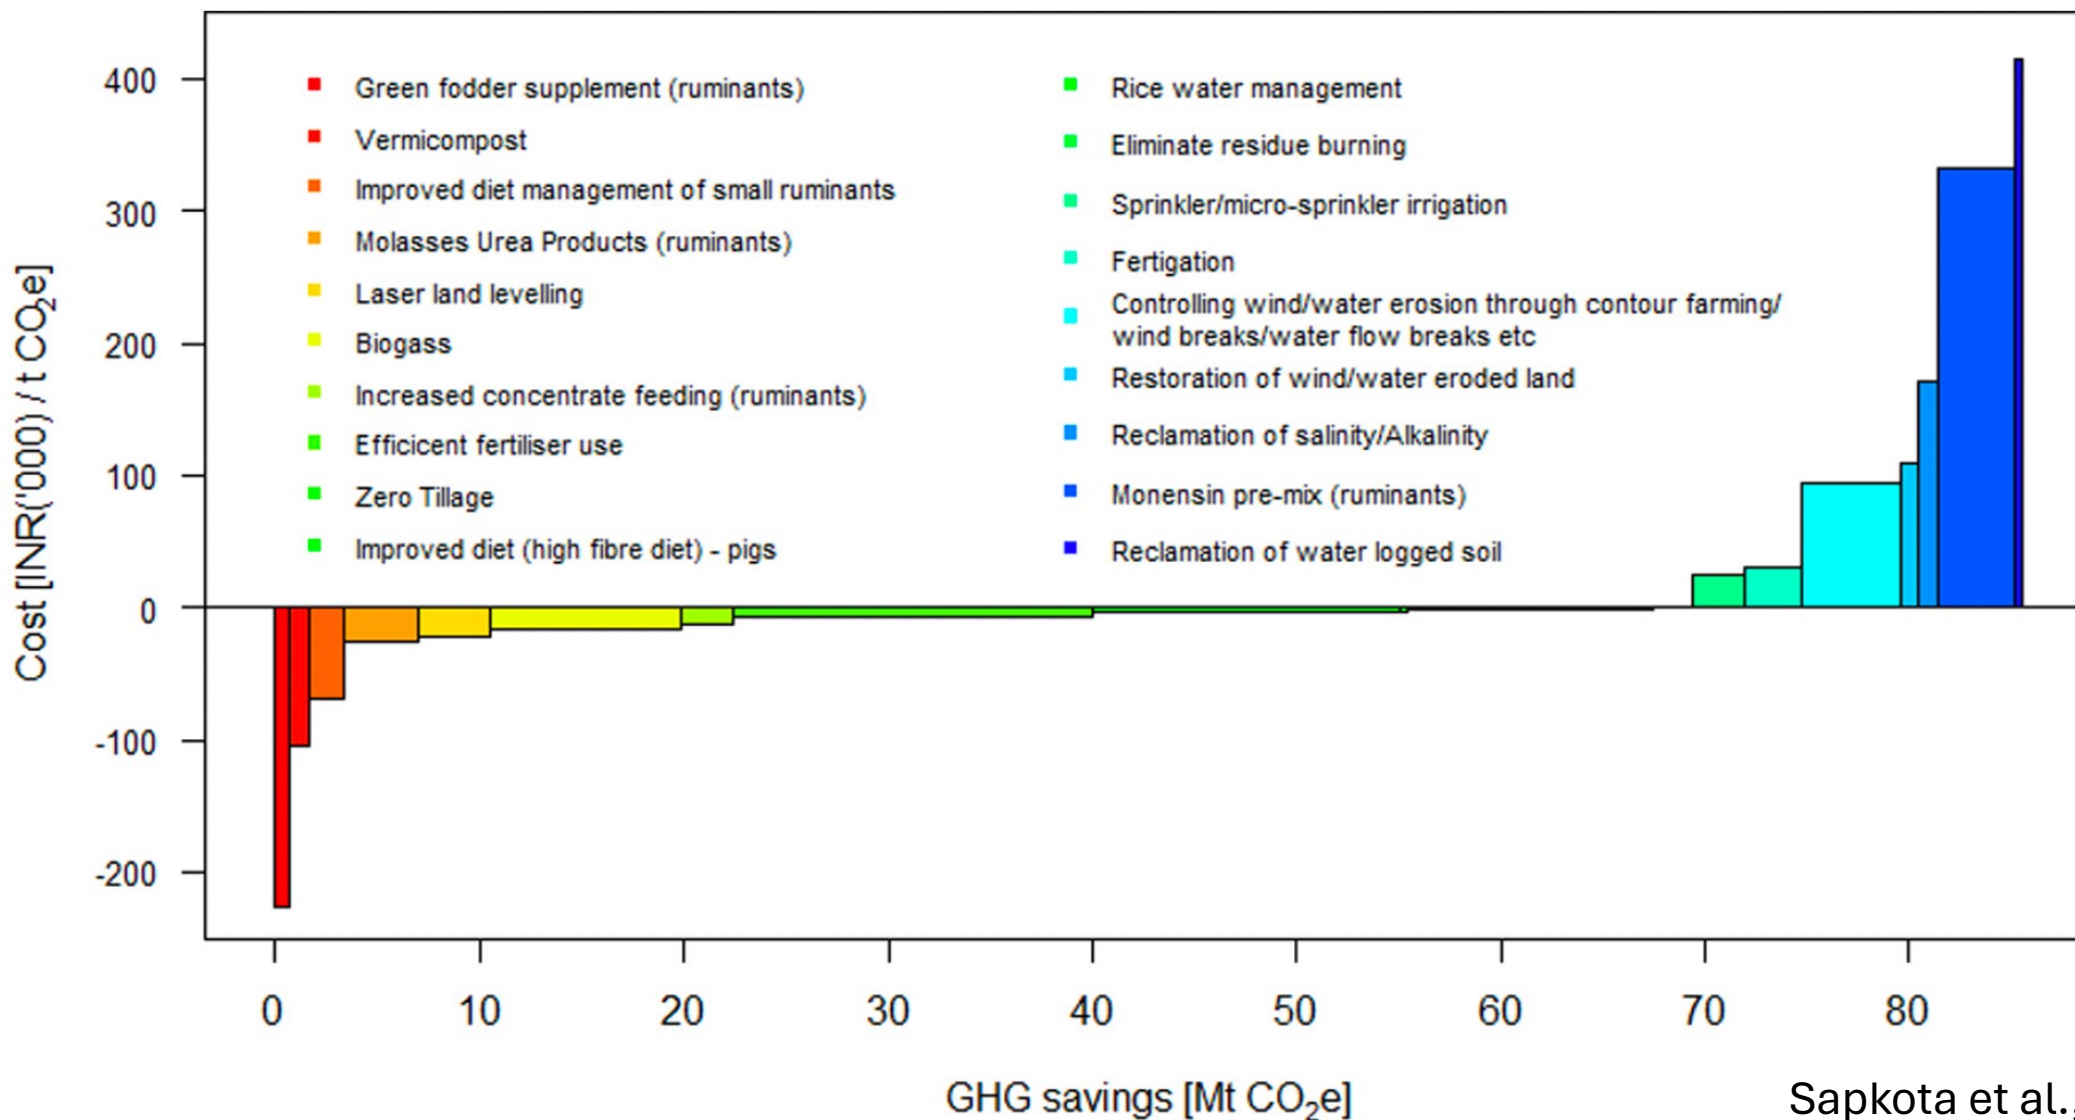 Cost [INR('000) / t CO₂e]
400
300
200
100
0
-100
-200
Green fodder supplement (ruminants)
Vermicompost
Improved diet management of small ruminants
Molasses Urea Products (ruminants)
Laser land levelling
Biogass
Increased concentrate feeding (ruminants)
Efficicent fertiliser use
Zero Tillage
Improved diet (high fibre diet) - pigs
Rice water management
Eliminate residue burning
Sprinkler/micro-sprinkler irrigation
Fertigation
Controlling wind/water erosion through contour farming/
wind breaks/water flow breaks etc
Restoration of wind/water eroded land
Reclamation of salinity/Alkalinity
Monensin pre-mix (ruminants)
Reclamation of water logged soil
0 10 20 30 40 50 60 70 80
GHG savings [Mt CO₂e]
Sapkota et al.,